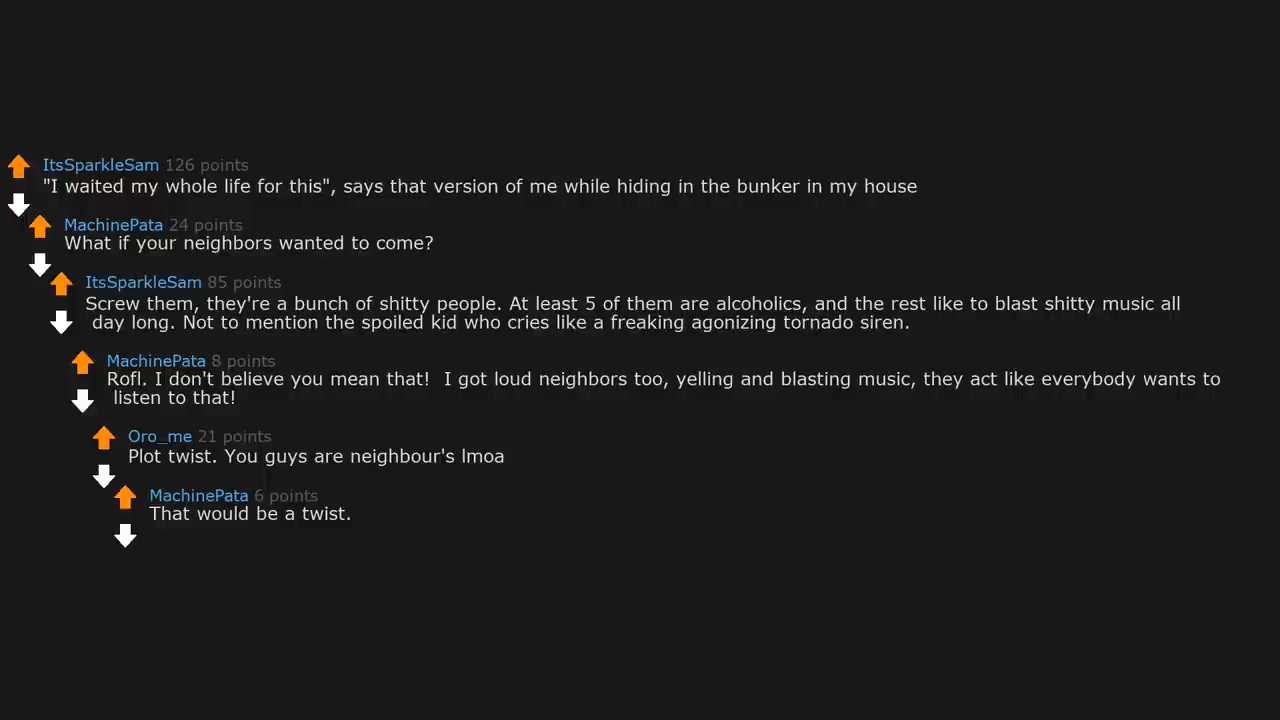 ItsSparkleSam 126 points
"I waited my whole life for this", says that version of me while hiding in the bunker in my house
MachinePata 24 points
What if your neighbors wanted to come?
ItsSparkleSam 85 points
Screw them, they're a bunch of shitty people. At least 5 of them are alcoholics, and the rest like to blast shitty music all
day long. Not to mention the spoiled kid who cries like a freaking agonizing tornado siren.
MachinePata 8 points
Rofl. I don't believe you mean that!  I got loud neighbors too, yelling and blasting music, they act like everybody wants to
listen to that!
Oro_me 21 points
Plot twist. You guys are neighbour's lmoa
MachinePata 6 points
That would be a twist.